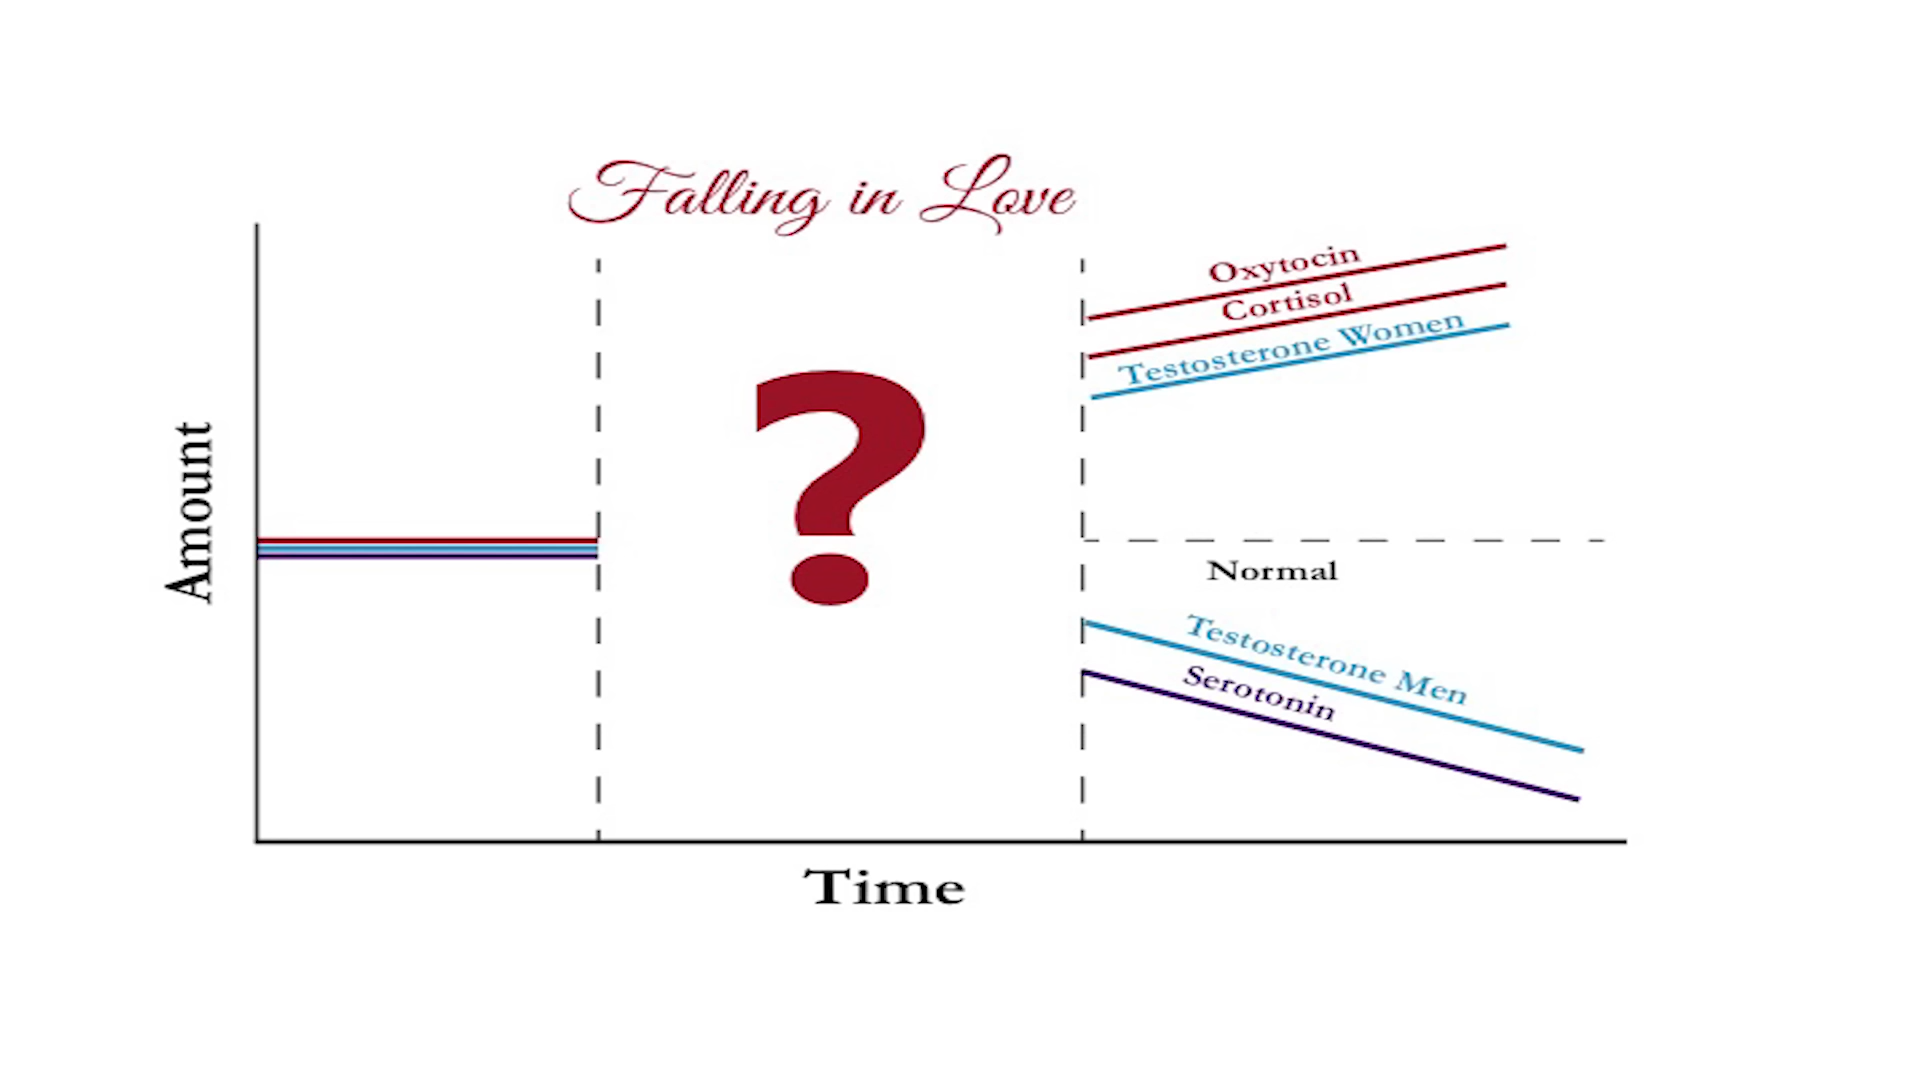 Falling in Love
Amount
?
Oxytocin
Cortisol
Testosterone Women
Normal
Testosterone Men
Serotonin
Time